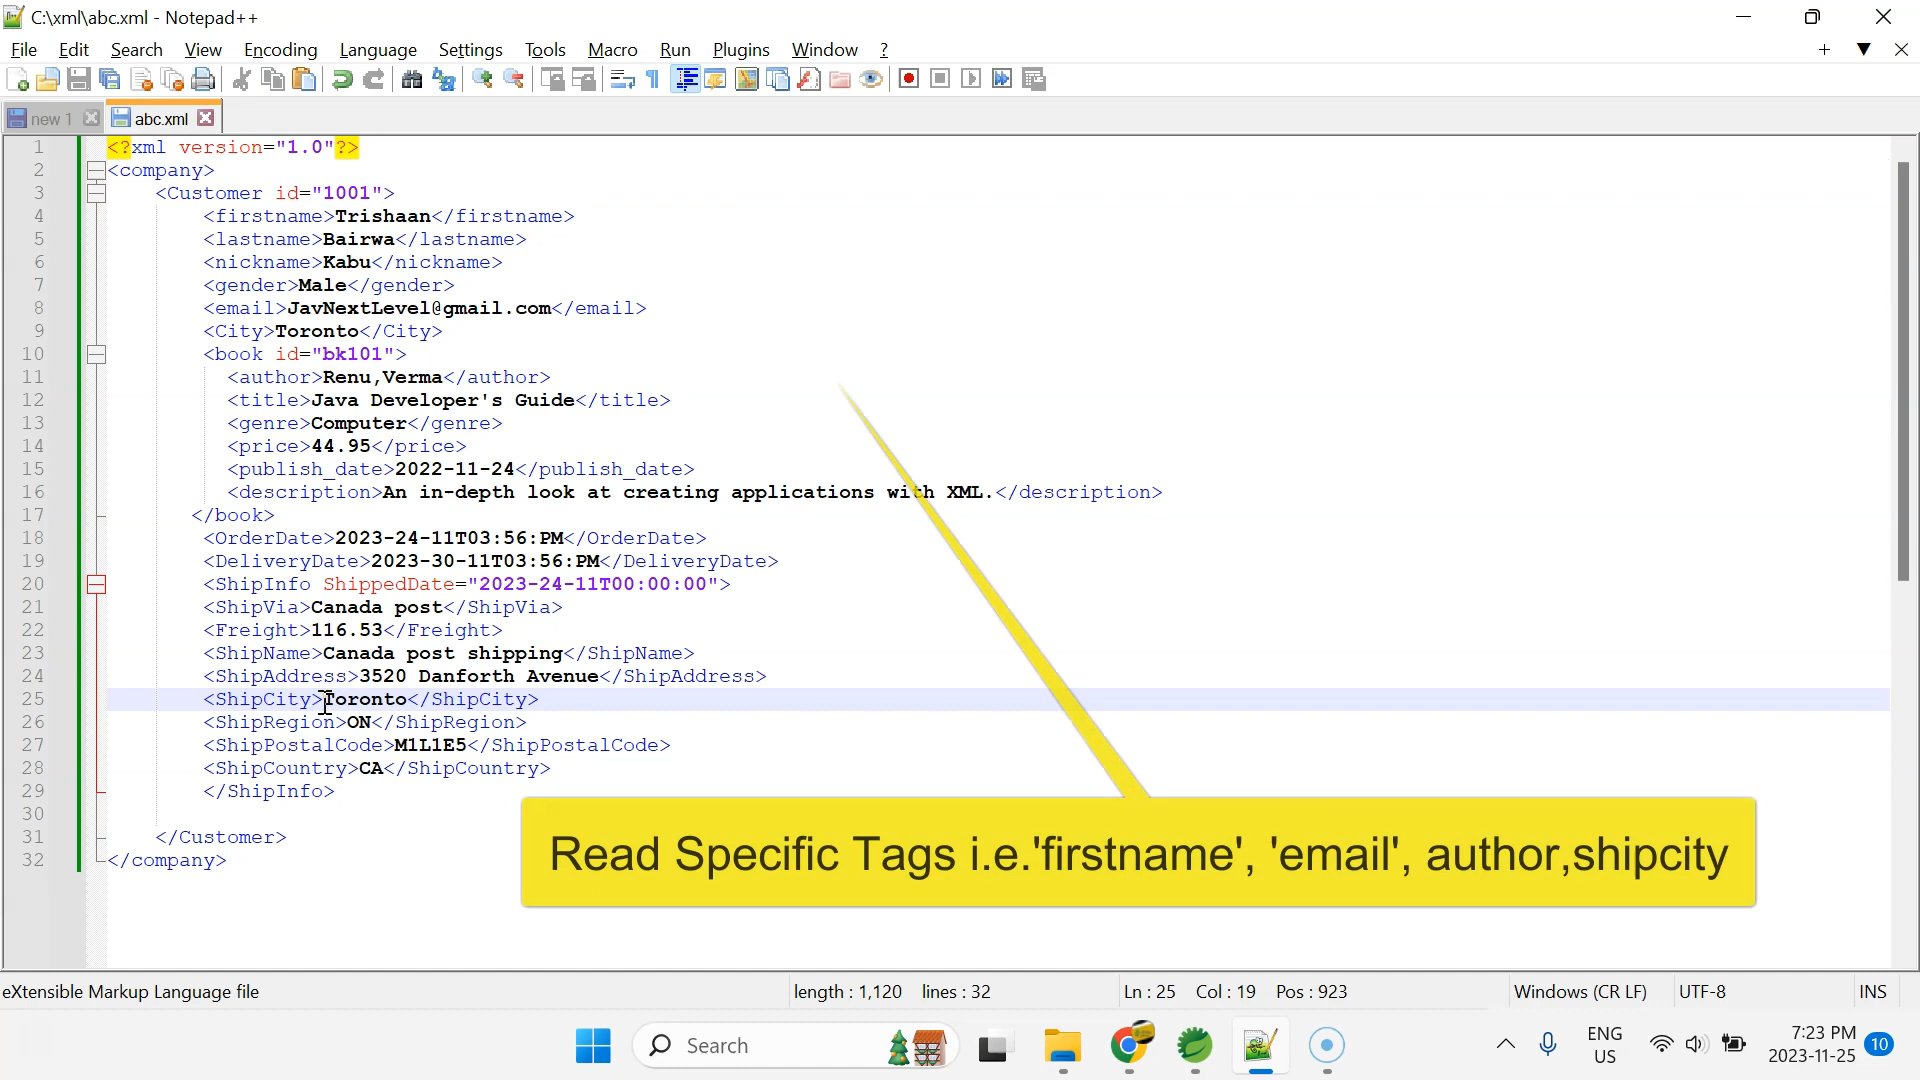 C:\xml\abc.xml - Notepad++
File Edit Search View Encoding Language Settings Tools Macro Run Plugins Window ?
new 1 abc.xml
1 <?xml version="1.0"?>
2 <company>
3 <Customer id="1001">
4 <firstname>Trishaan</firstname>
5 <lastname>Bairwa</lastname>
6 <nickname>Kabu</nickname>
7 <gender>Male</gender>
8 <email>JavNextLevel@gmail.com</email>
9 <City>Toronto</City>
10 <book id="bk101">
11 <author>Renu,Verma</author>
12 <title>Java Developer's Guide</title>
13 <genre>Computer</genre>
14 <price>44.95</price>
15 <publish_date>2022-11-24</publish_date>
16 <description>An in-depth look at creating applications with XML.</description>
17 </book>
18 <OrderDate>2023-24-11T03:56:PM</OrderDate>
19 <DeliveryDate>2023-30-11T03:56:PM</DeliveryDate>
20 <ShipInfo ShippedDate="2023-24-11T00:00:00">
21 <ShipVia>Canada post</ShipVia>
22 <Freight>116.53</Freight>
23 <ShipName>Canada post shipping</ShipName>
24 <ShipAddress>3520 Danforth Avenue</ShipAddress>
25 <ShipCity>Toronto</ShipCity>
26 <ShipRegion>ON</ShipRegion>
27 <ShipPostalCode>M1L1E5</ShipPostalCode>
28 <ShipCountry>CA</ShipCountry>
29 </ShipInfo>
30
31 </Customer>
32 </company>
Read Specific Tags i.e.'firstname', 'email', author,shipcity
eXtensible Markup Language file length : 1,120 lines : 32 Ln : 25 Col : 19 Pos : 923 Windows (CR LF) UTF-8 INS
Search ENG US 7:23 PM 2023-11-25 10